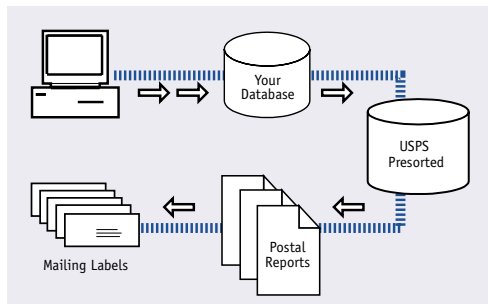 Your
Database
USPS
Presorted
Postal
Reports
Mailing Labels